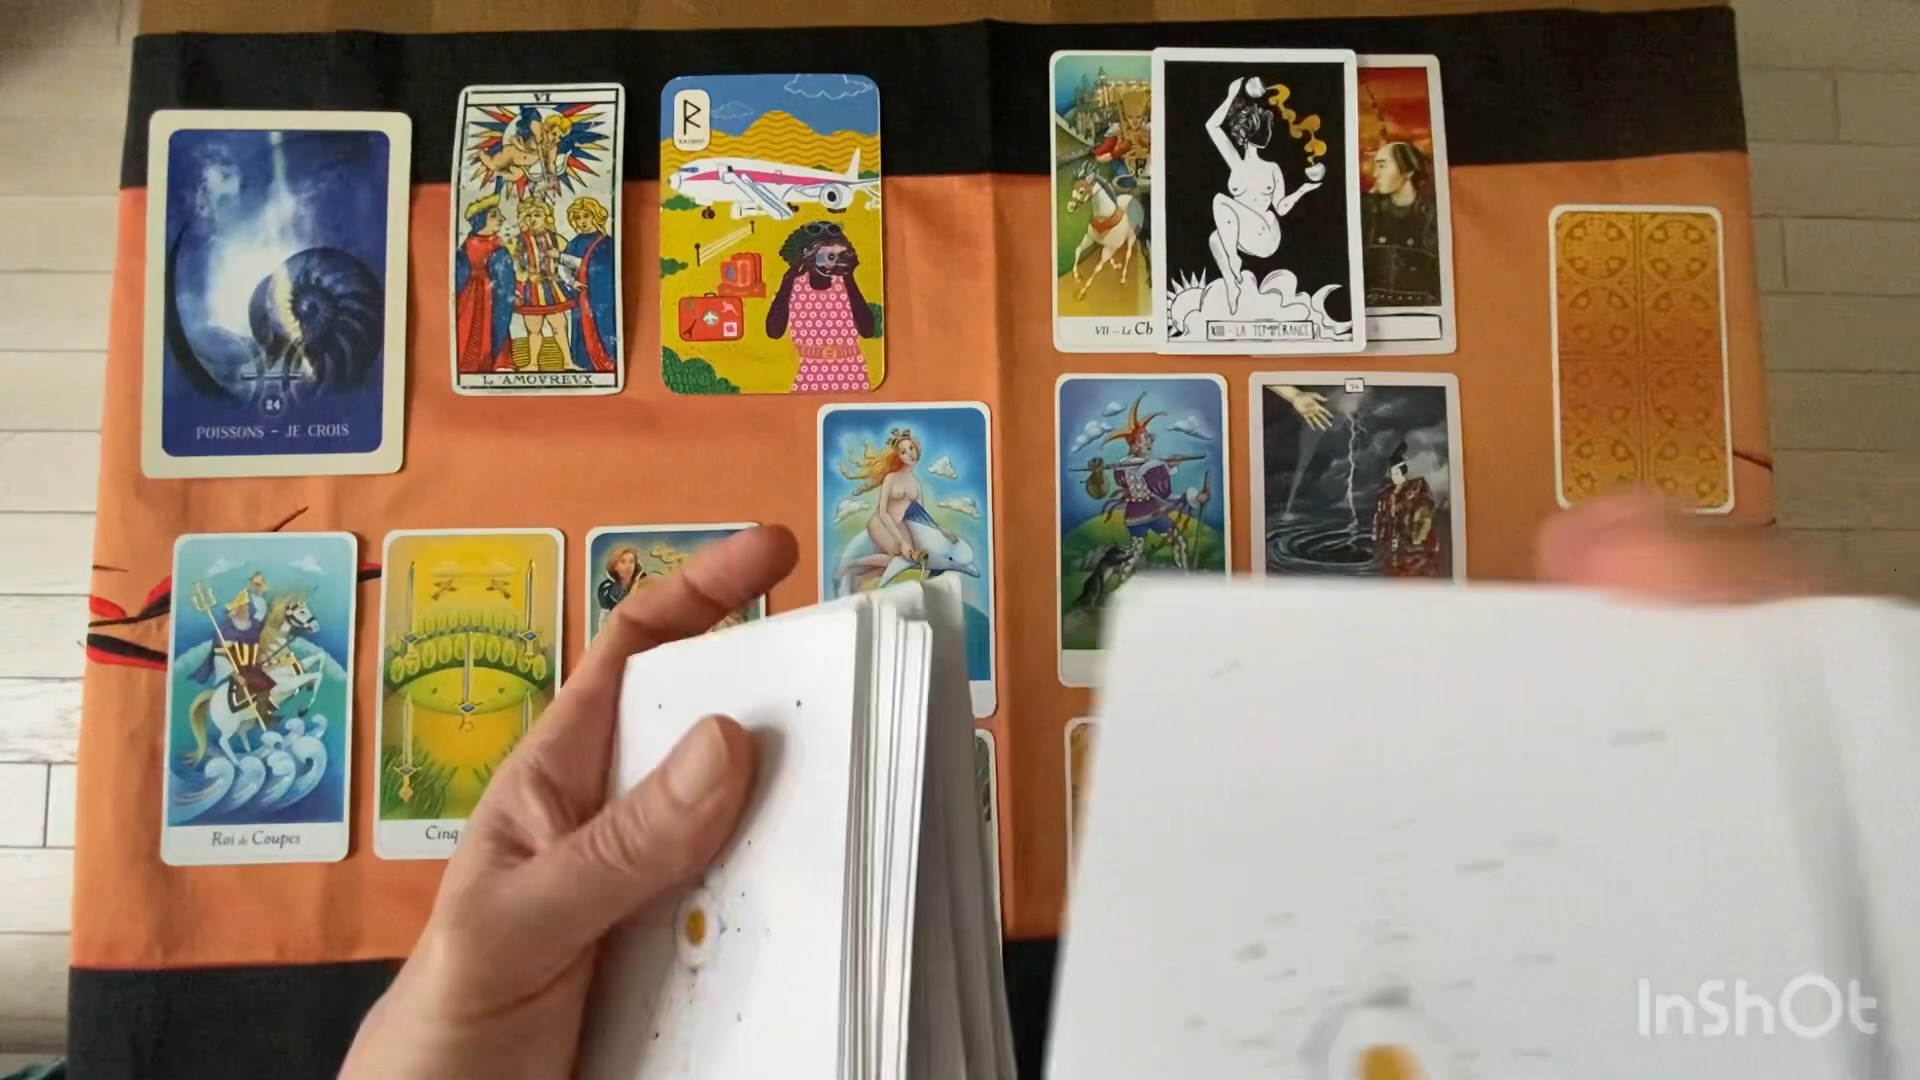 24
POISSONS - JE CROIS
VI
L'AMOVREVX
VII - Le Ch
XIIII - LA TEMPERANCE
Roi de Coupes
Cinq
InShOt